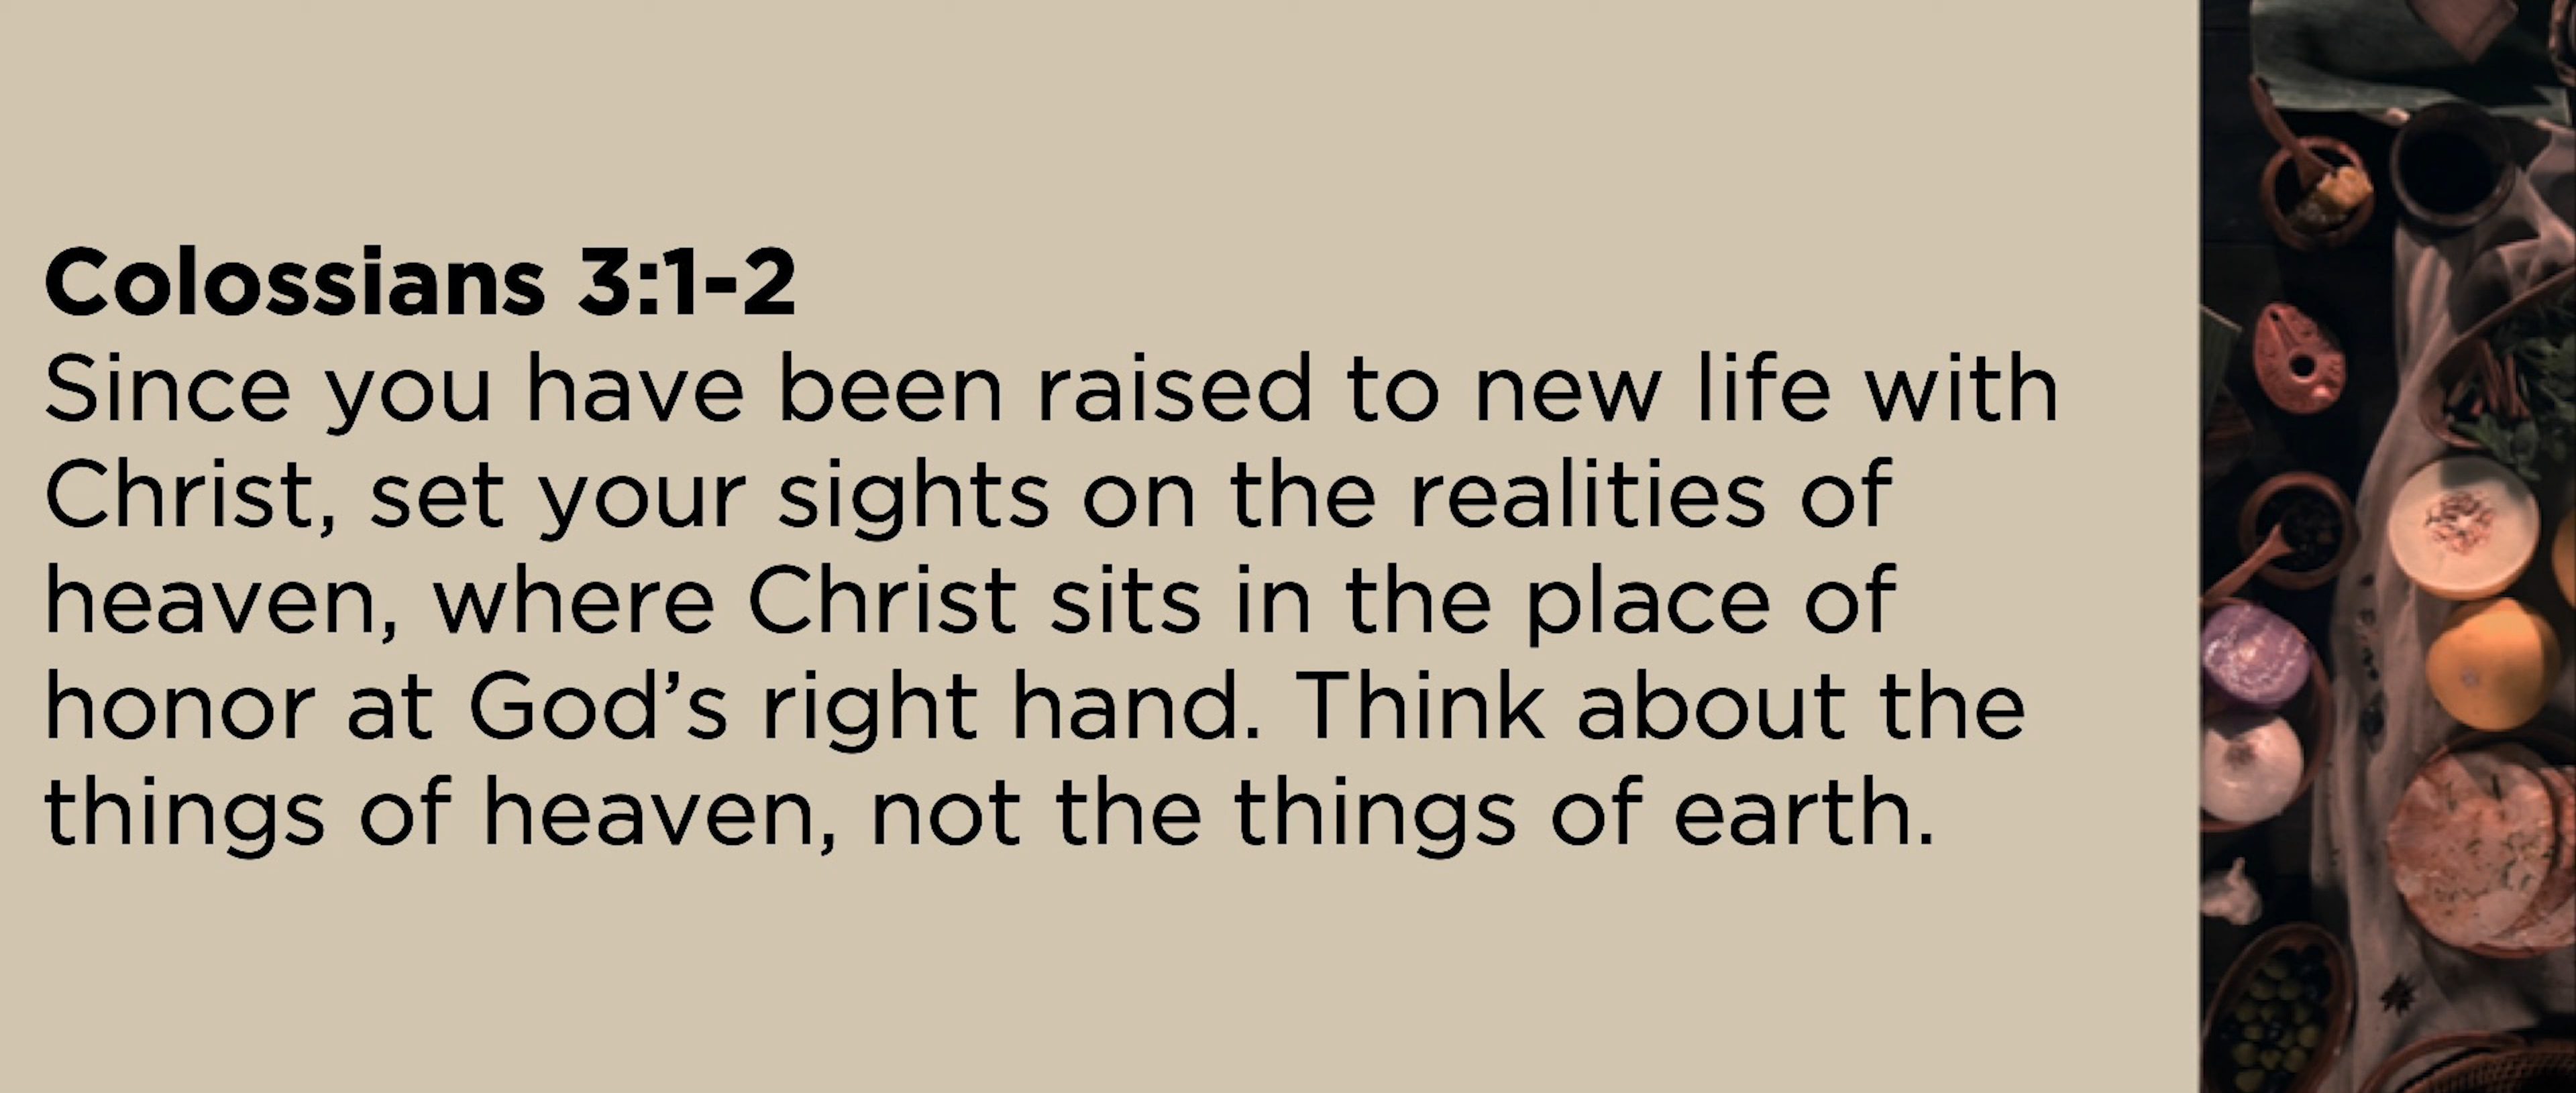 Colossians 3:1-2
Since you have been raised to new life with
Christ, set your sights on the realities of
heaven, where Christ sits in the place of
honor at God’s right hand. Think about the
things of heaven, not the things of earth.